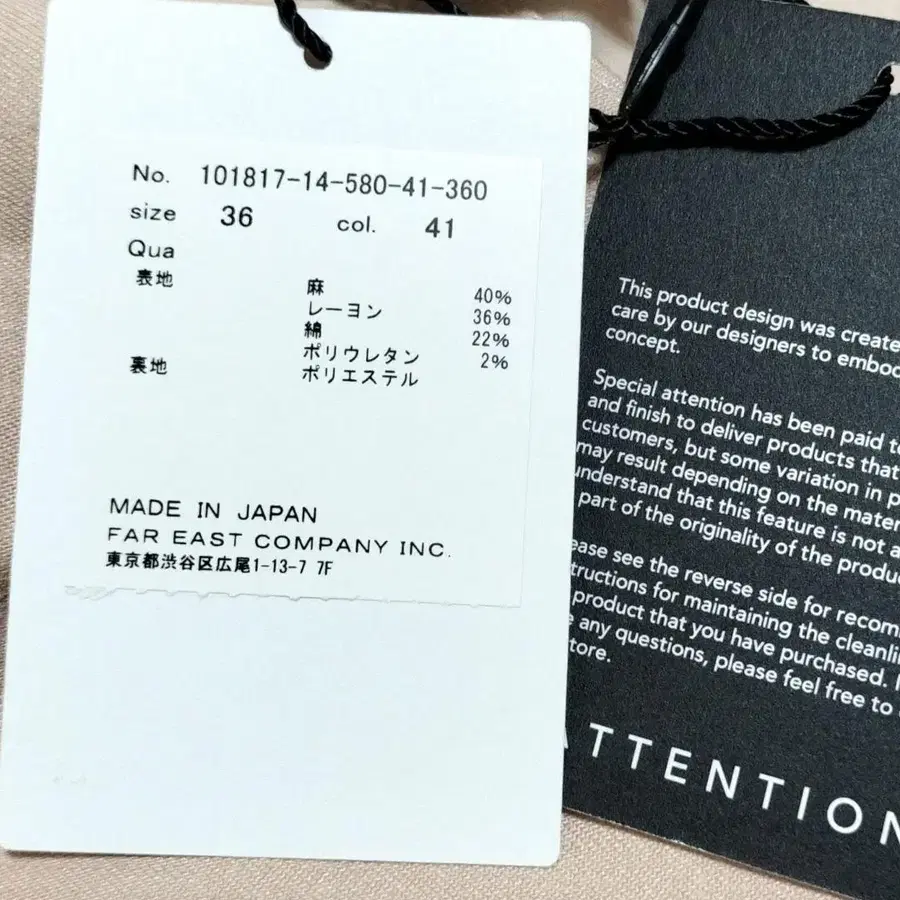 No. 101817-14-580-41-360
size 36 col. 41
Qua
表地 麻 40%
レーヨン 36%
綿 22%
ポリウレタン 2%
裏地 ポリエステル
MADE IN JAPAN
FAR EAST COMPANY INC.
東京都渋谷区広尾1-13-7 7F
This product design was create
care by our designers to emboc
concept.
Special attention has been paid
and finish to deliver products that
customers, but some variation in p
may result depending on the mater
understand that this feature is not a
part of the originality of the produ
ease see the reverse side for recom
tructions for maintaining the cleanli
product that you have purchased.
any questions, please feel free to
tore.
ATTENTION